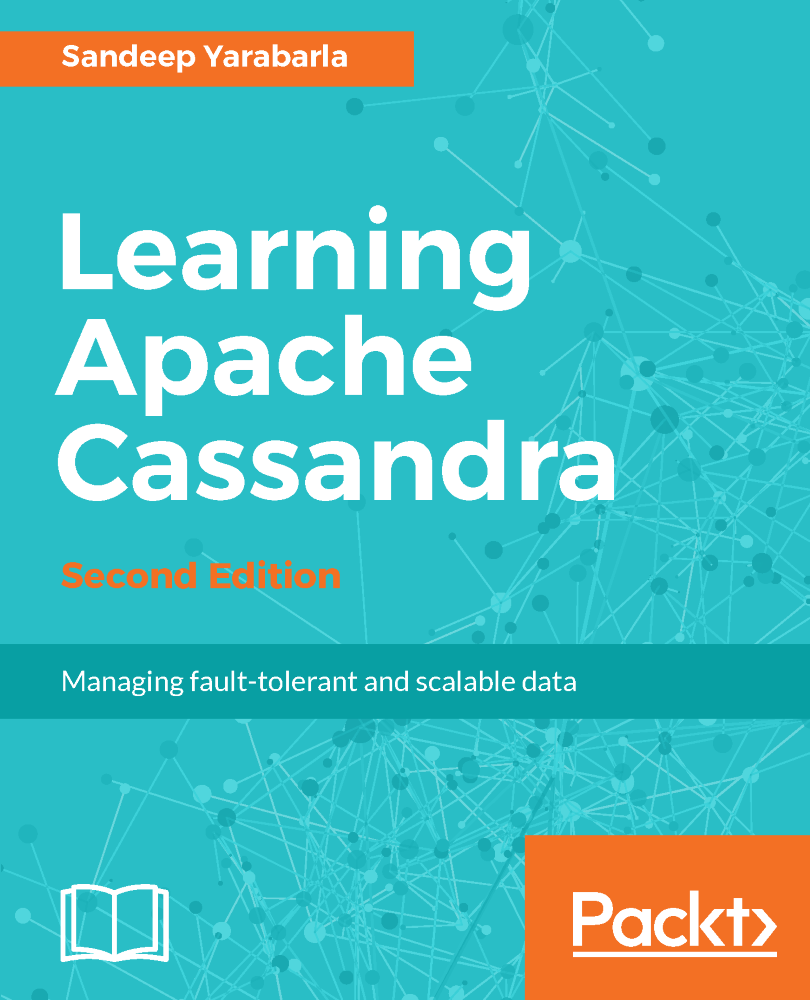 Sandeep Yarabarla
Learning
Apache
Cassandra
Second Edition
Managing fault-tolerant and scalable data
Packt>